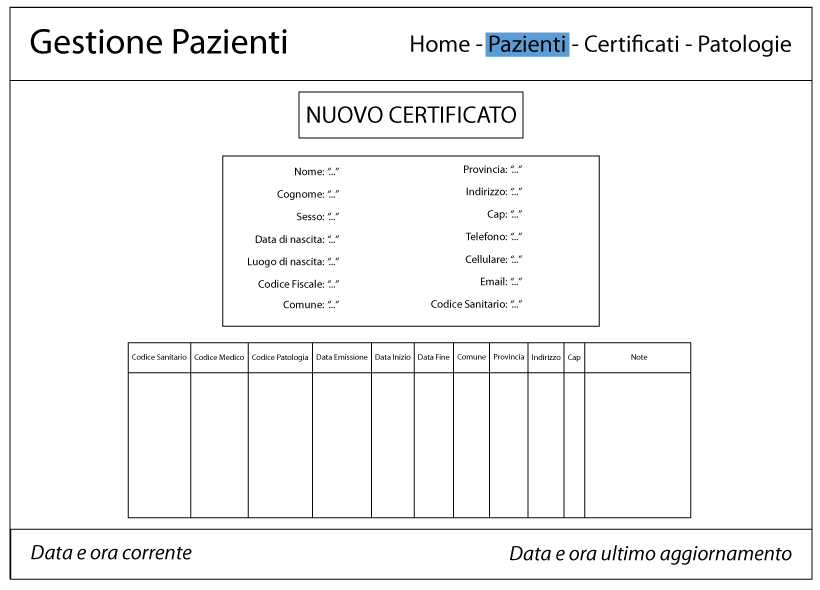 Gestione Pazienti
Home - Pazienti - Certificati - Patologie
NUOVO CERTIFICATO
Nome: “...”
Cognome: “...”
Sesso: “...”
Data di nascita: “...”
Luogo di nascita: “...”
Codice Fiscale: “...”
Comune: “...”
Provincia: “...”
Indirizzo: “...”
Cap: “...”
Telefono: “...”
Cellulare: “...”
Email: “...”
Codice Sanitario: “...”
Codice Sanitario Codice Medico Codice Patologia Data Emissione Data Inizio Data Fine Comune Provincia Indirizzo Cap Note
Data e ora corrente
Data e ora ultimo aggiornamento